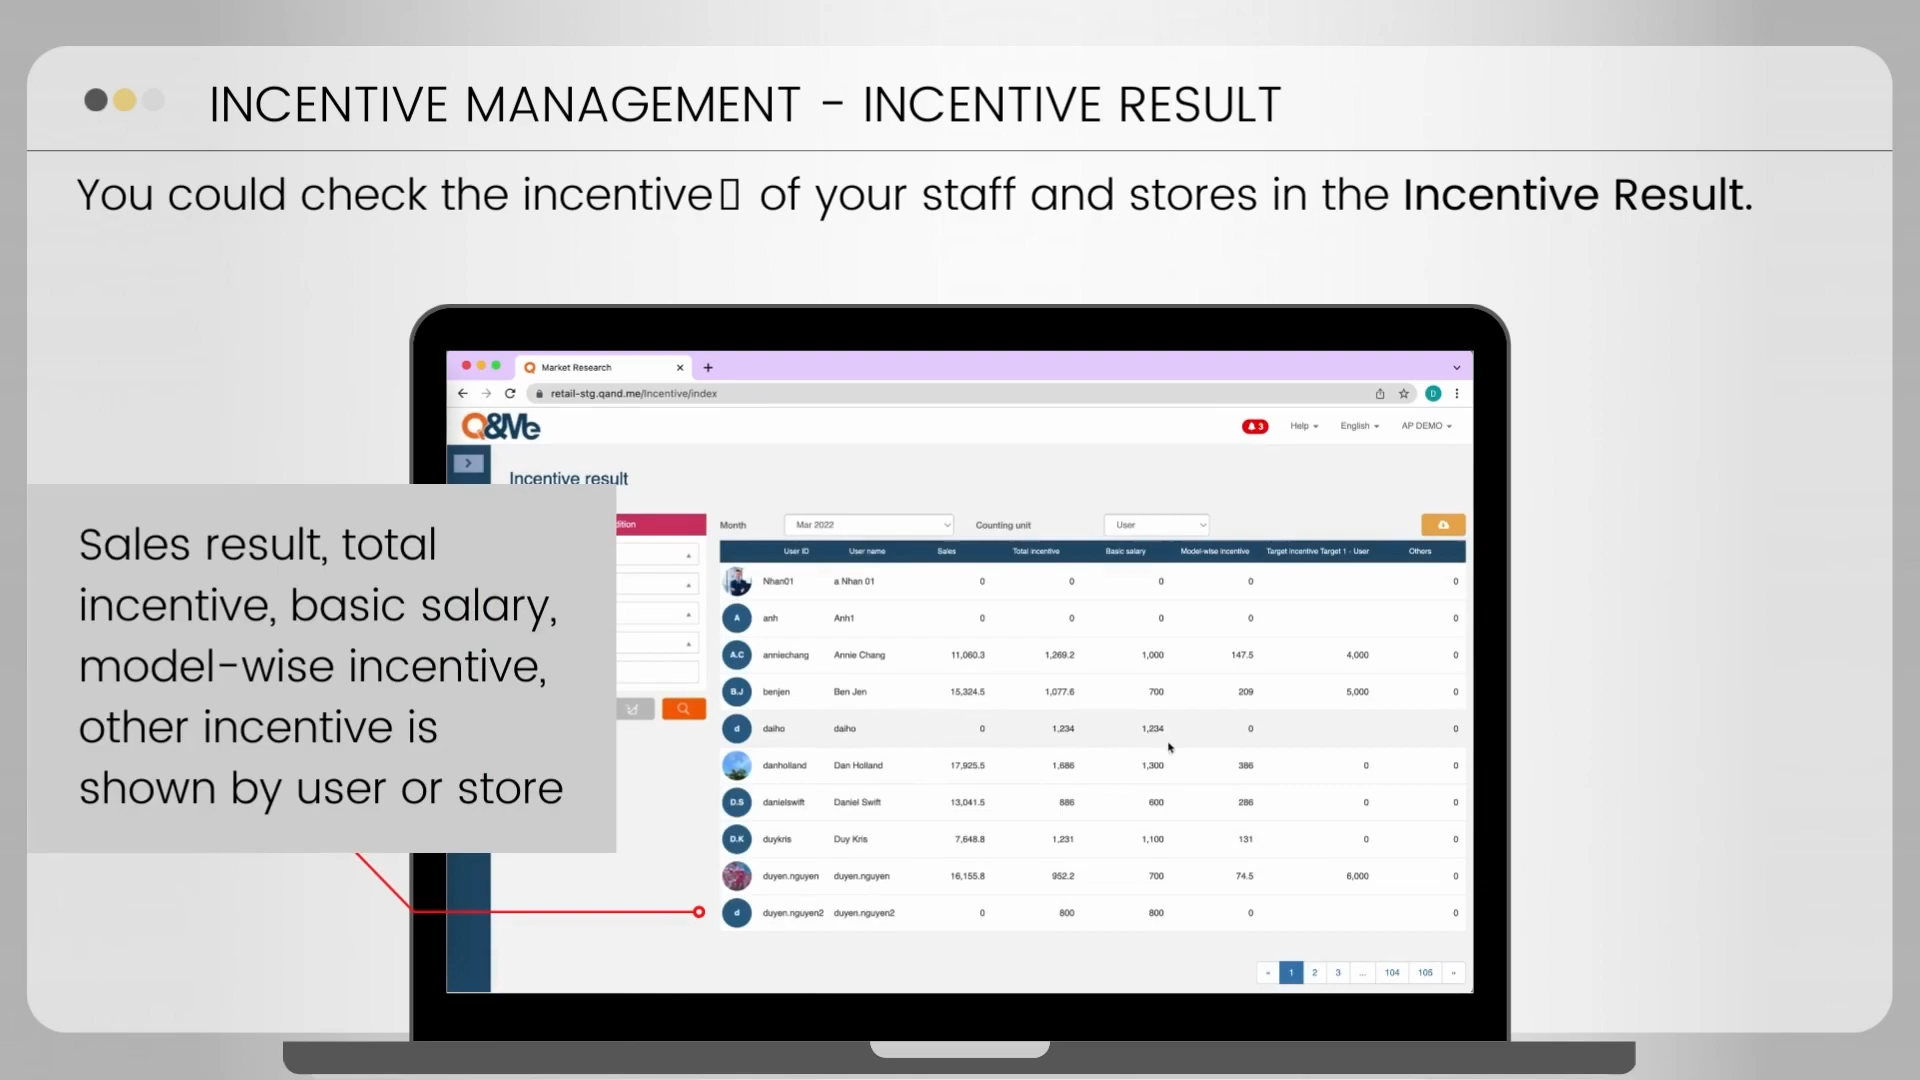 INCENTIVE MANAGEMENT - INCENTIVE RESULT
You could check the incentive▯ of your staff and stores in the Incentive Result.
Market Research
retail-stg.qand.me/Incentive/index
D
Q&Me
3 Help English AP DEMO
Incentive result
Sales result, total
incentive, basic salary,
model-wise incentive,
other incentive is
shown by user or store
Month Mar 2022 Counting unit User
User ID User name Sales Total incentive Basic salary Model-wise incentive Target incentive Target 1 - User Others
Nhan01 a Nhan 01 0 0 0 0 0
A anh Anh1 0 0 0 0 0
A.C anniechang Annie Chang 11,060.3 1,269.2 1,000 147.5 4,000 0
B.J benjen Ben Jen 15,324.5 1,077.6 700 209 5,000 0
d daiho daiho 0 1,234 1,234 0 0
danholland Dan Holland 17,925.5 1,686 1,300 386 0 0
D.S danielswift Daniel Swift 13,041.5 886 600 286 0 0
D.K duykris Duy Kris 7,648.8 1,231 1,100 131 0 0
duyen.nguyen duyen.nguyen 16,155.8 952.2 700 74.5 6,000 0
d duyen.nguyen2 duyen.nguyen2 0 800 800 0 0
« 1 2 3 ... 104 105 »